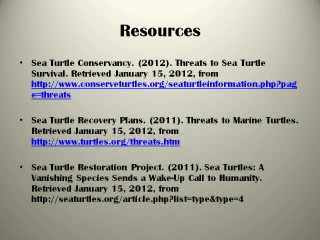 Resources
• Sea Turtle Conservancy. (2012). Threats to Sea Turtle
Survival. Retrieved January 15, 2012, from
http://www.conserveturtles.org/seaturtleinformation.php?pag
e=threats
• Sea Turtle Recovery Plans. (2011). Threats to Marine Turtles.
Retrieved January 15, 2012, from
http://www.turtles.org/threats.htm
• Sea Turtle Restoration Project. (2011). Sea Turtles: A
Vanishing Species Sends a Wake-Up Call to Humanity.
Retrieved January 15, 2012, from
http://seaturtles.org/article.php?list=type&type=4